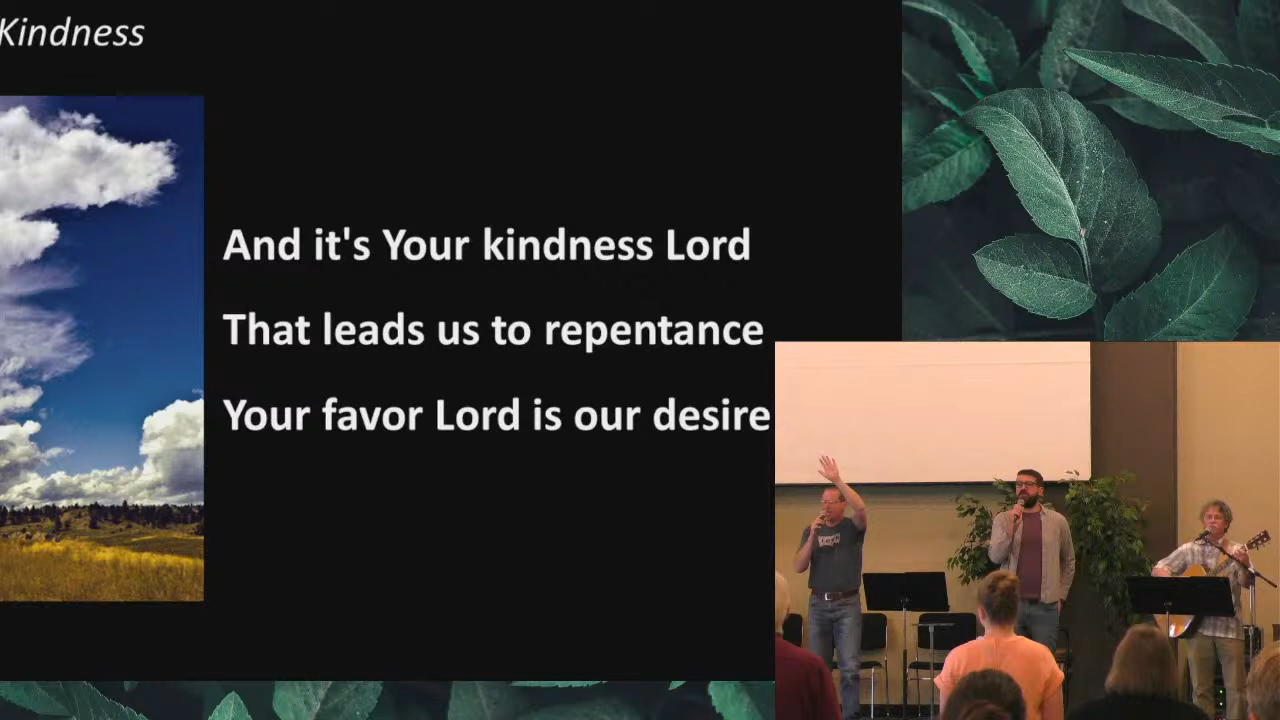 Kindness
And it's Your kindness Lord
That leads us to repentance
Your favor Lord is our desire